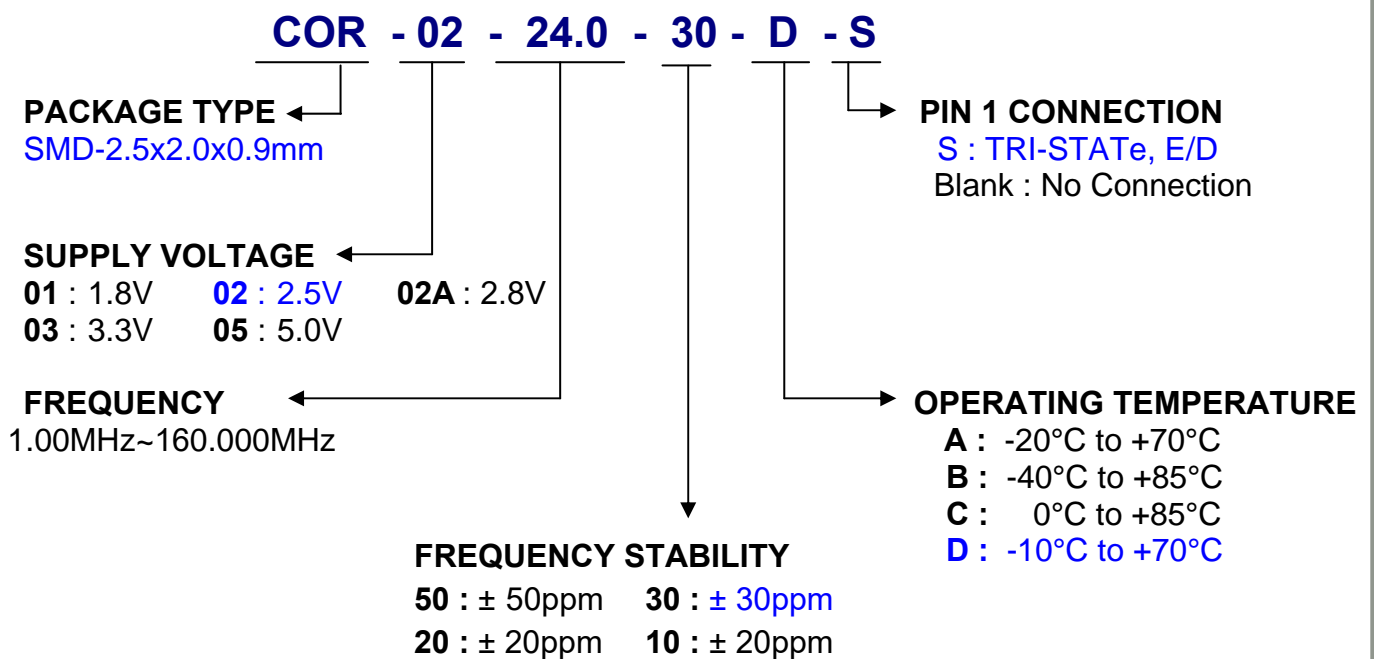 COR - 02 - 24.0 - 30 - D - S
PACKAGE TYPE
SMD-2.5x2.0x0.9mm
PIN 1 CONNECTION
S : TRI-STATe, E/D
Blank : No Connection
SUPPLY VOLTAGE
01 : 1.8V 02 : 2.5V 02A : 2.8V
03 : 3.3V 05 : 5.0V
FREQUENCY
1.00MHz~160.000MHz
OPERATING TEMPERATURE
A : -20°C to +70°C
B : -40°C to +85°C
C : 0°C to +85°C
D : -10°C to +70°C
FREQUENCY STABILITY
50 : ± 50ppm 30 : ± 30ppm
20 : ± 20ppm 10 : ± 20ppm